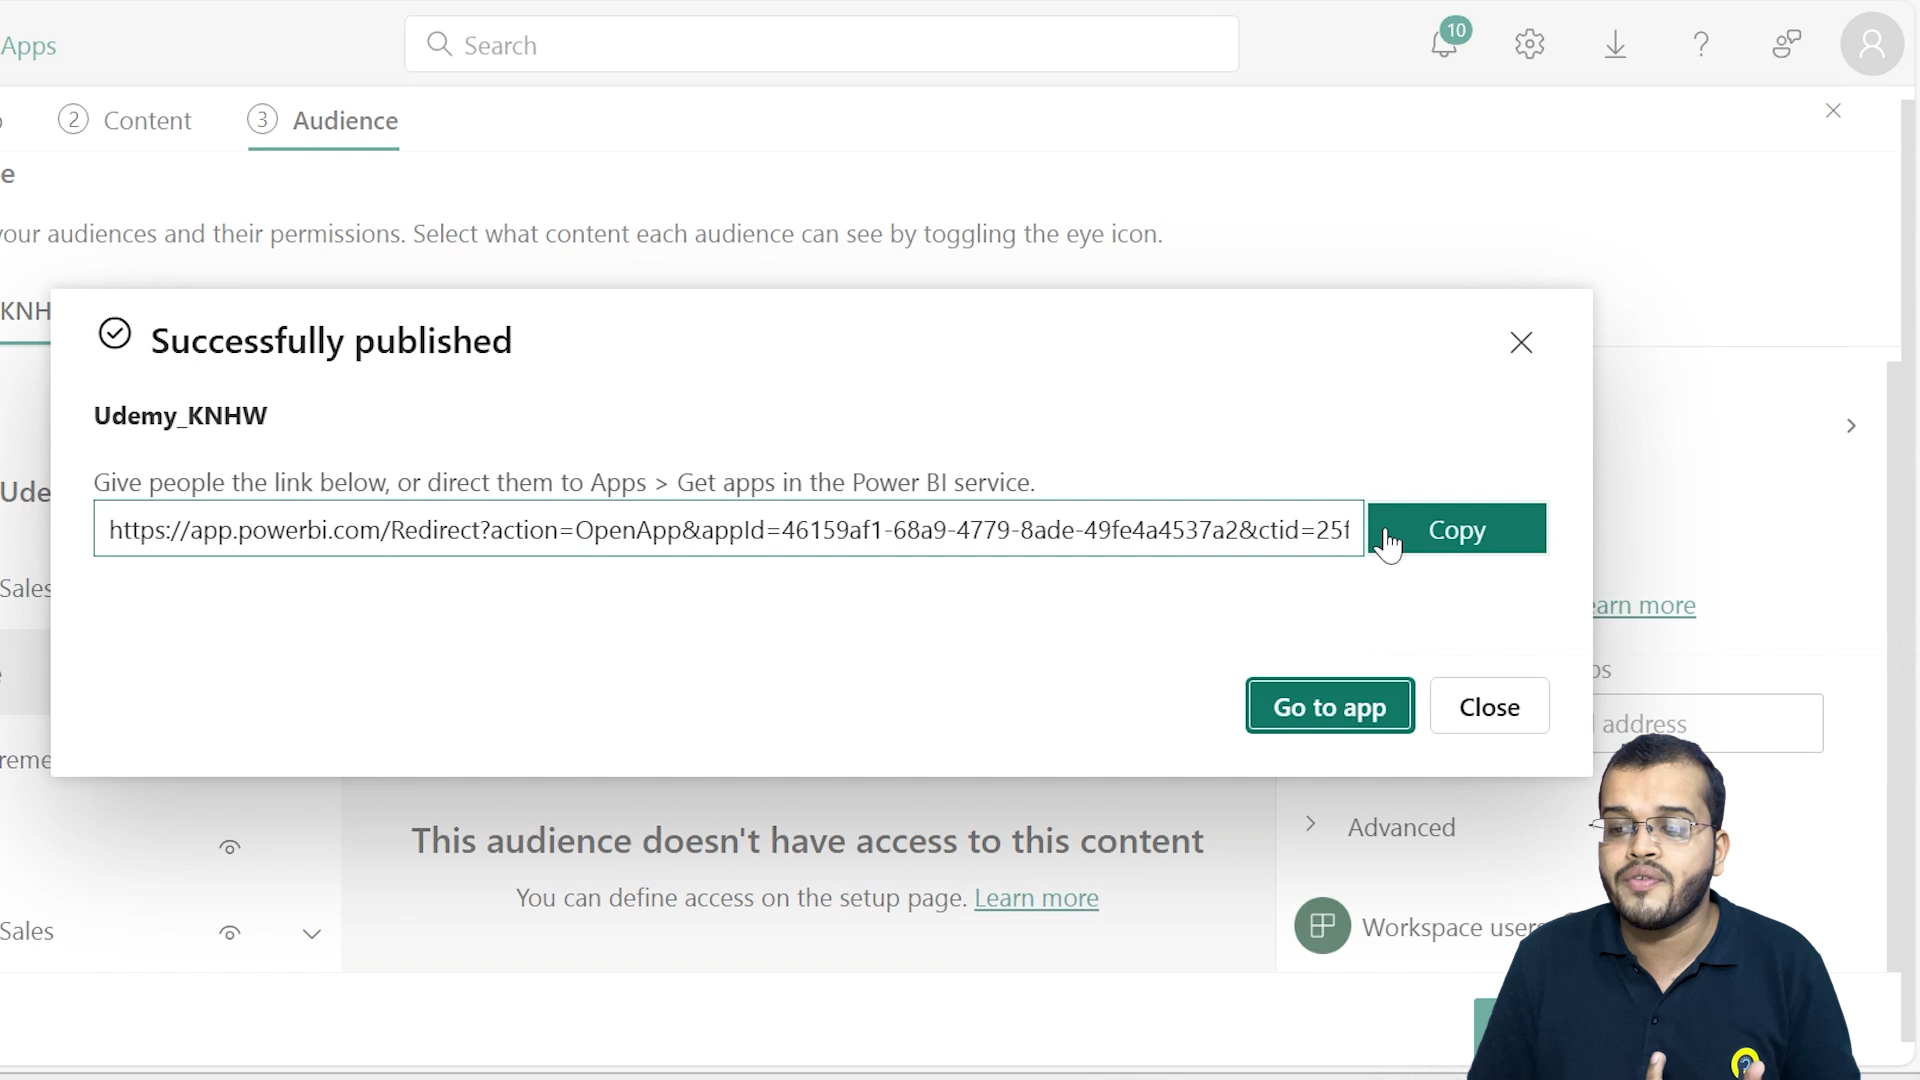 Apps
Search
10
2 Content
3 Audience
e
your audiences and their permissions. Select what content each audience can see by toggling the eye icon.
KNH
Successfully published
Udemy_KNHW
Give people the link below, or direct them to Apps > Get apps in the Power BI service.
https://app.powerbi.com/Redirect?action=OpenApp&appId=46159af1-68a9-4779-8ade-49fe4a4537a2&ctid=25f
Copy
Ude
Sales
earn more
Go to app
Close
address
reme
This audience doesn't have access to this content
Advanced
You can define access on the setup page. Learn more
Sales
Workspace users